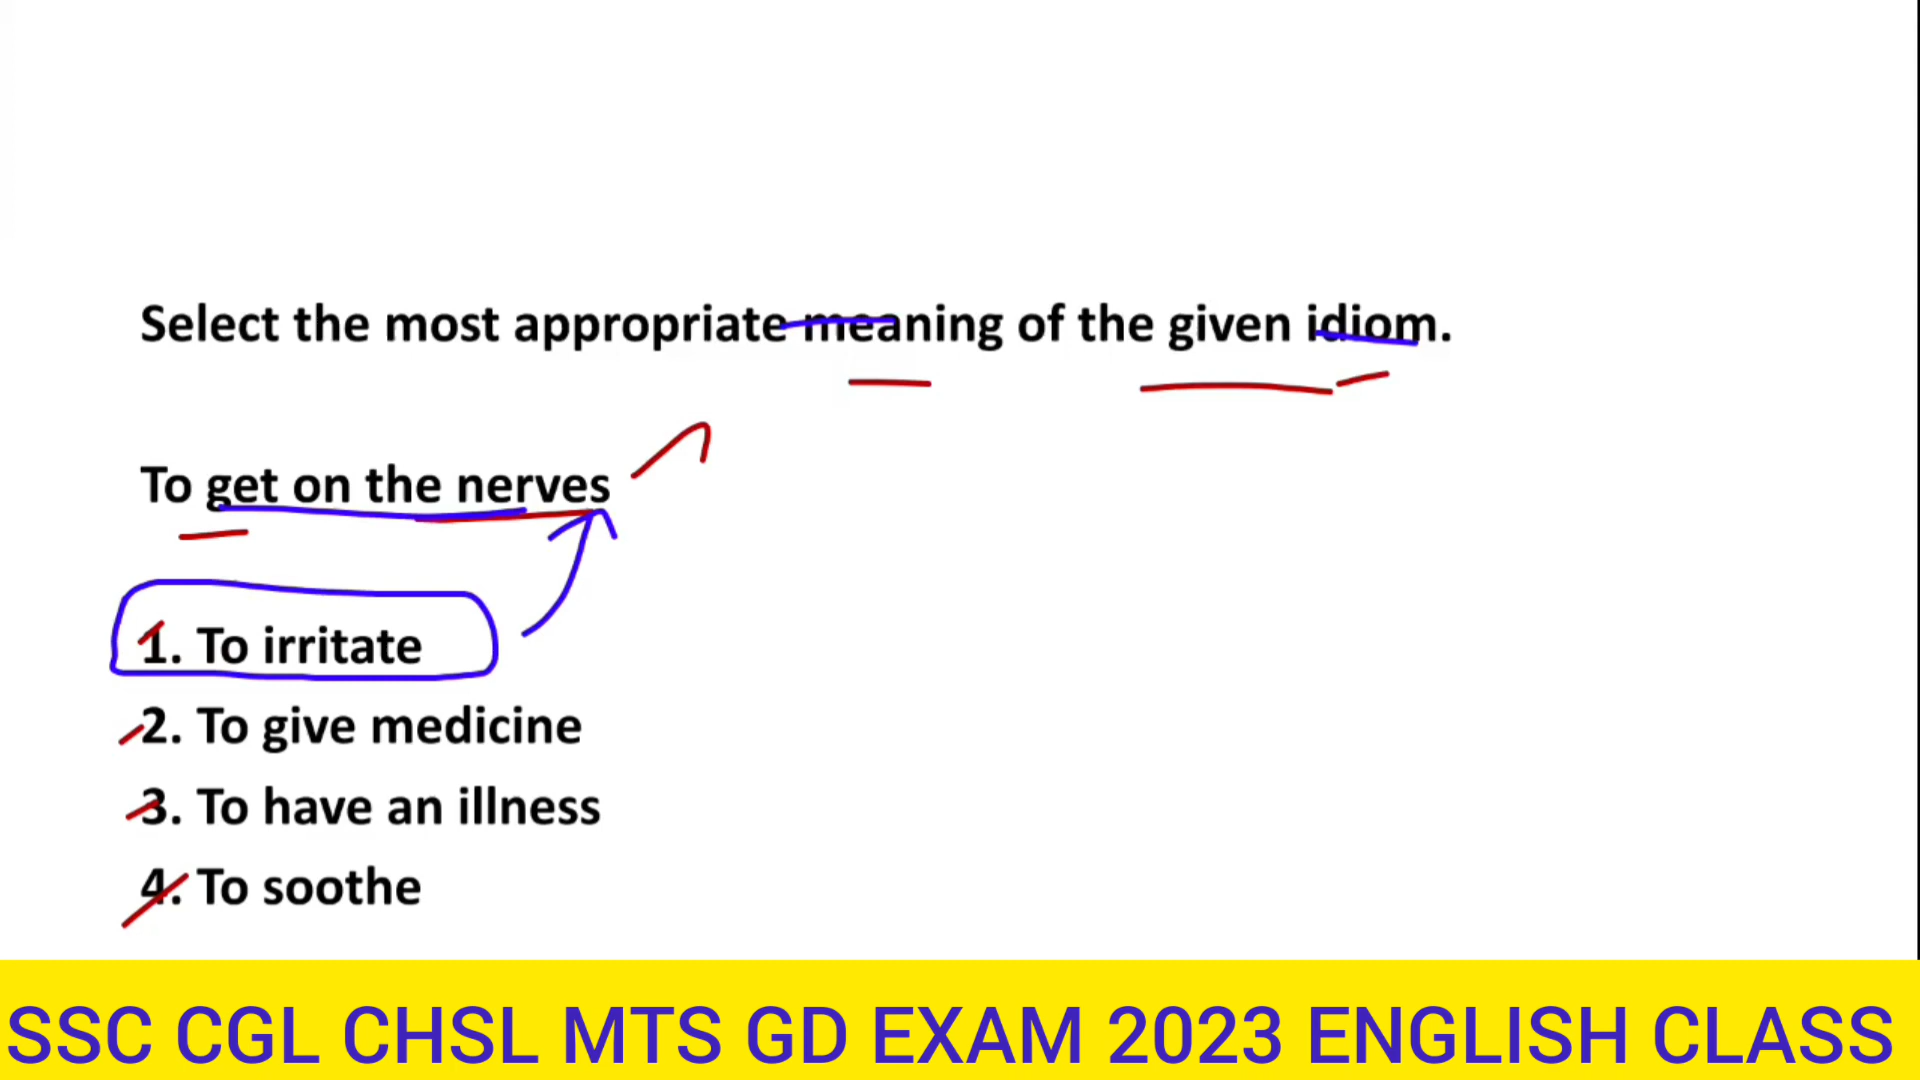 Select the most appropriate meaning of the given idiom.
To get on the nerves
1. To irritate
2. To give medicine
3. To have an illness
4. To soothe
SSC CGL CHSL MTS GD EXAM 2023 ENGLISH CLASS